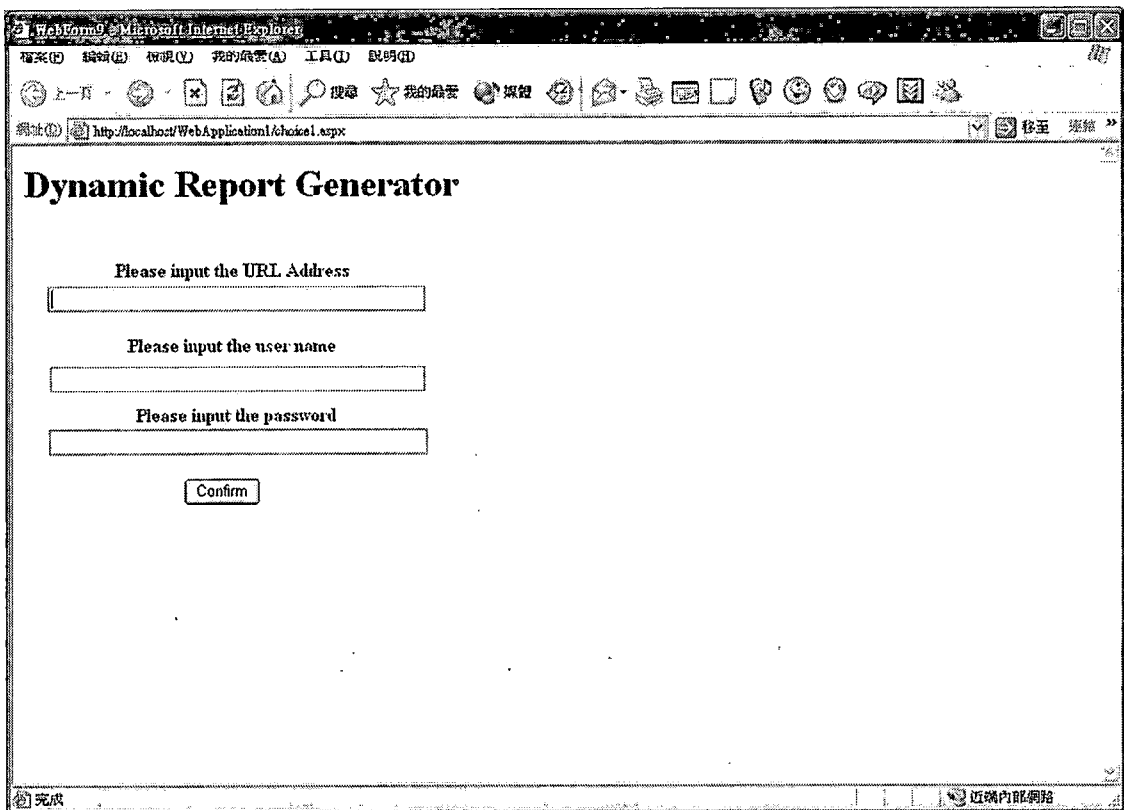 WebForm9 - Microsoft Internet Explorer
檔案(F) 編輯(E) 檢視(V) 我的最愛(A) 工具(T) 說明(H)
上一頁 搜尋 我的最愛 媒體
網址(D) http://localhost/WebApplication1/choice1.aspx 移至 連結 »
Dynamic Report Generator
Please input the URL Address
Please input the user name
Please input the password
Confirm
完成 近端內部網路